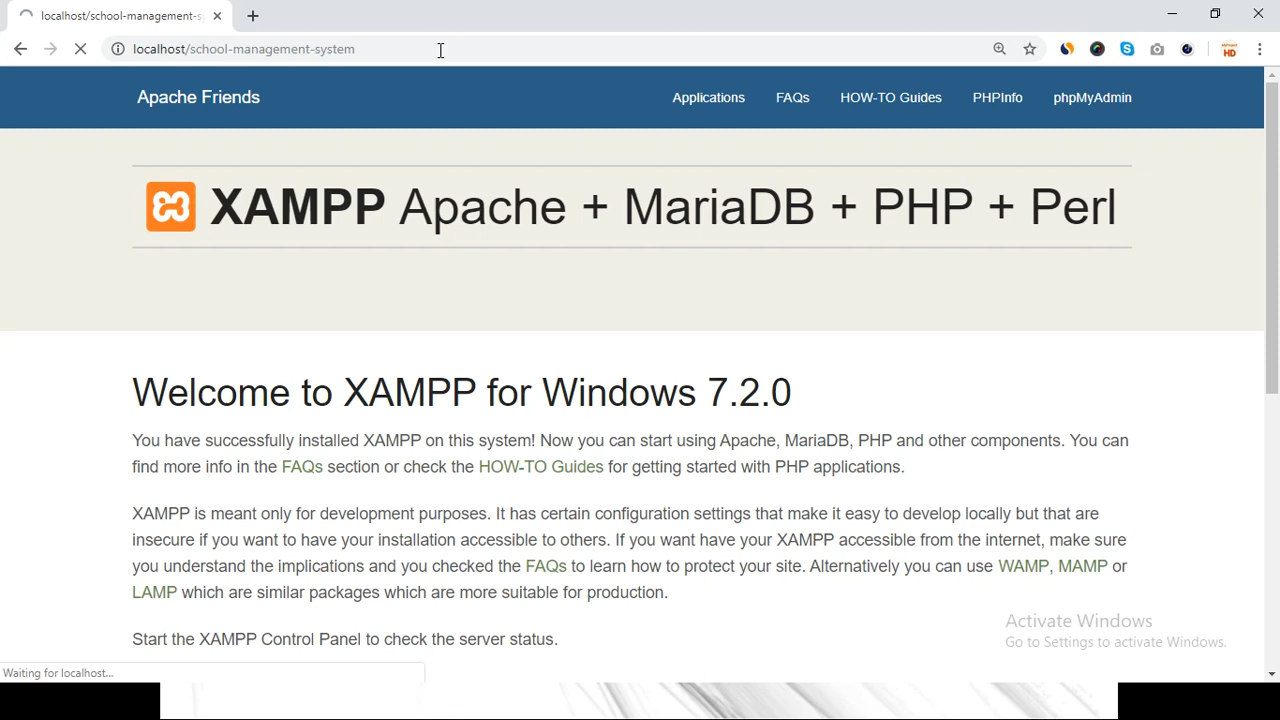 localhost/school-management-s
localhost/school-management-system
HD
Apache Friends
Applications
FAQs
HOW-TO Guides
PHPInfo
phpMyAdmin
XAMPP Apache + MariaDB + PHP + Perl
Welcome to XAMPP for Windows 7.2.0
You have successfully installed XAMPP on this system! Now you can start using Apache, MariaDB, PHP and other components. You can
find more info in the FAQs section or check the HOW-TO Guides for getting started with PHP applications.
XAMPP is meant only for development purposes. It has certain configuration settings that make it easy to develop locally but that are
insecure if you want to have your installation accessible to others. If you want have your XAMPP accessible from the internet, make sure
you understand the implications and you checked the FAQs to learn how to protect your site. Alternatively you can use WAMP, MAMP or
LAMP which are similar packages which are more suitable for production.
Activate Windows
Start the XAMPP Control Panel to check the server status.
Go to Settings to activate Windows.
Waiting for localhost...